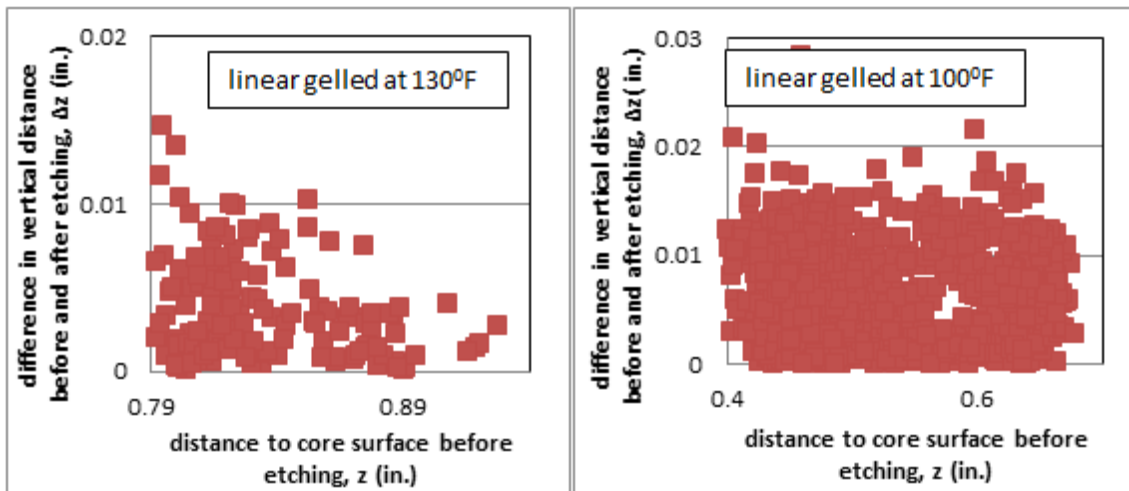 difference in vertical distance
before and after etching, Δz (in.)
0.02
0.01
0
linear gelled at 130⁰F
0.79
0.89
distance to core surface before
etching, z (in.)
difference in vertical distance
before and after etching, Δz( in.)
0.03
0.02
0.01
0
linear gelled at 100⁰F
0.4
0.6
distance to core surface before
etching, z (in.)